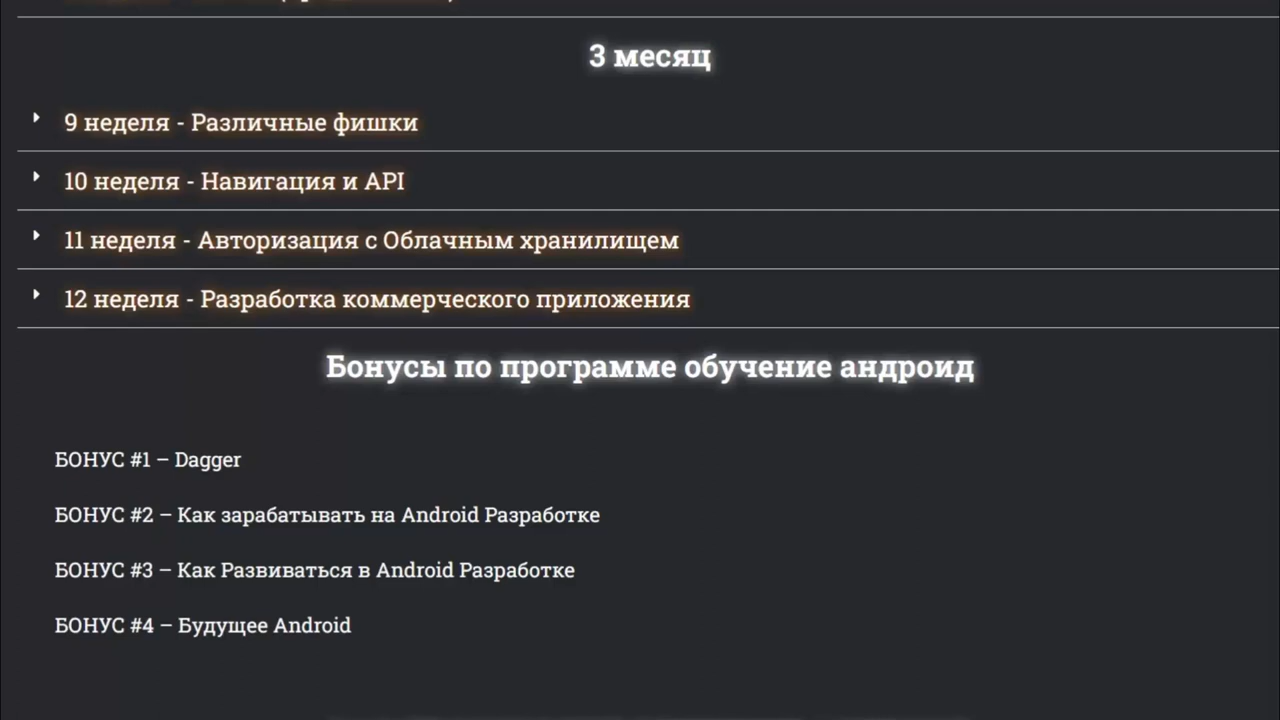 3 месяц
9 неделя - Различные фишки
10 неделя - Навигация и API
11 неделя - Авторизация с Облачным хранилищем
12 неделя - Разработка коммерческого приложения
Бонусы по программе обучение андроид
БОНУС #1 – Dagger
БОНУС #2 – Как зарабатывать на Android Разработке
БОНУС #3 – Как Развиваться в Android Разработке
БОНУС #4 – Будущее Android